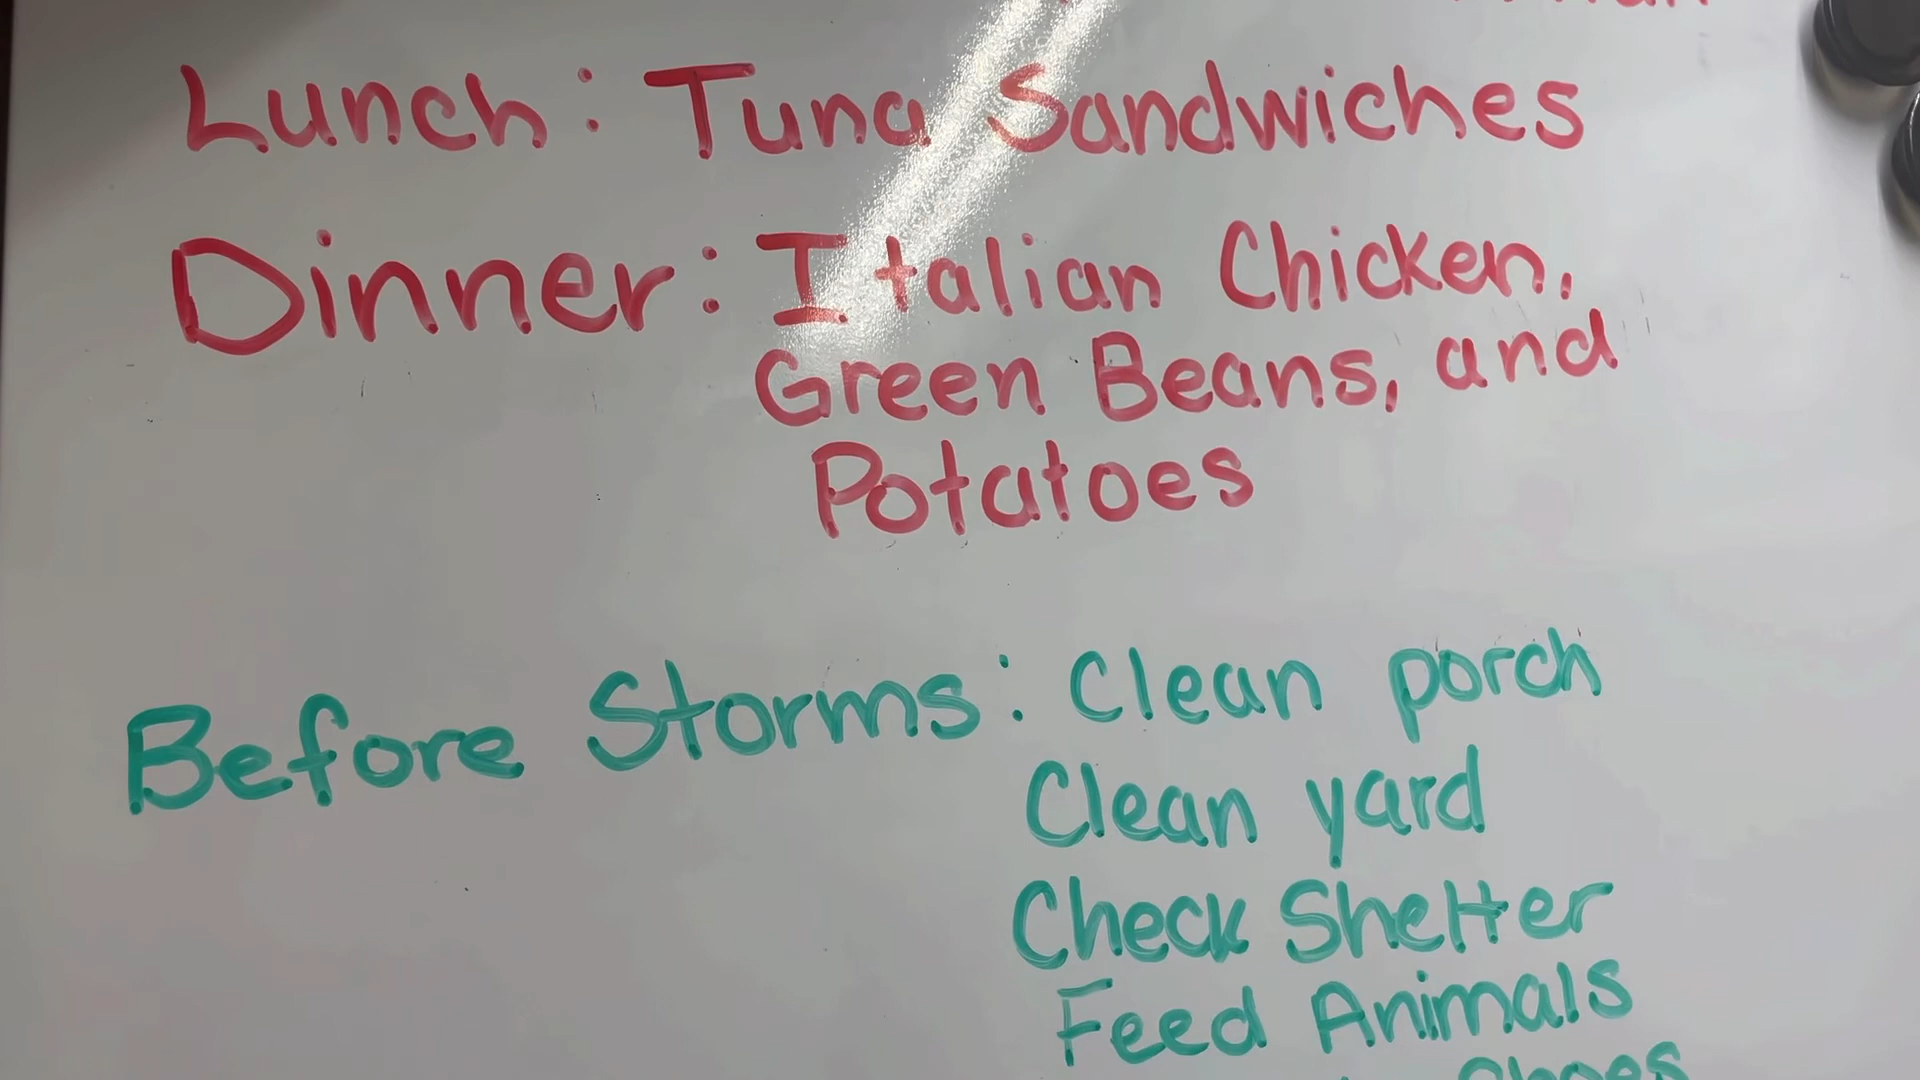 Lunch: Tuna Sandwiches
Dinner: Italian Chicken,
Green Beans, and
Potatoes
Before Storms: Clean porch
Clean yard
Check Shelter
Feed Animals
Shoes